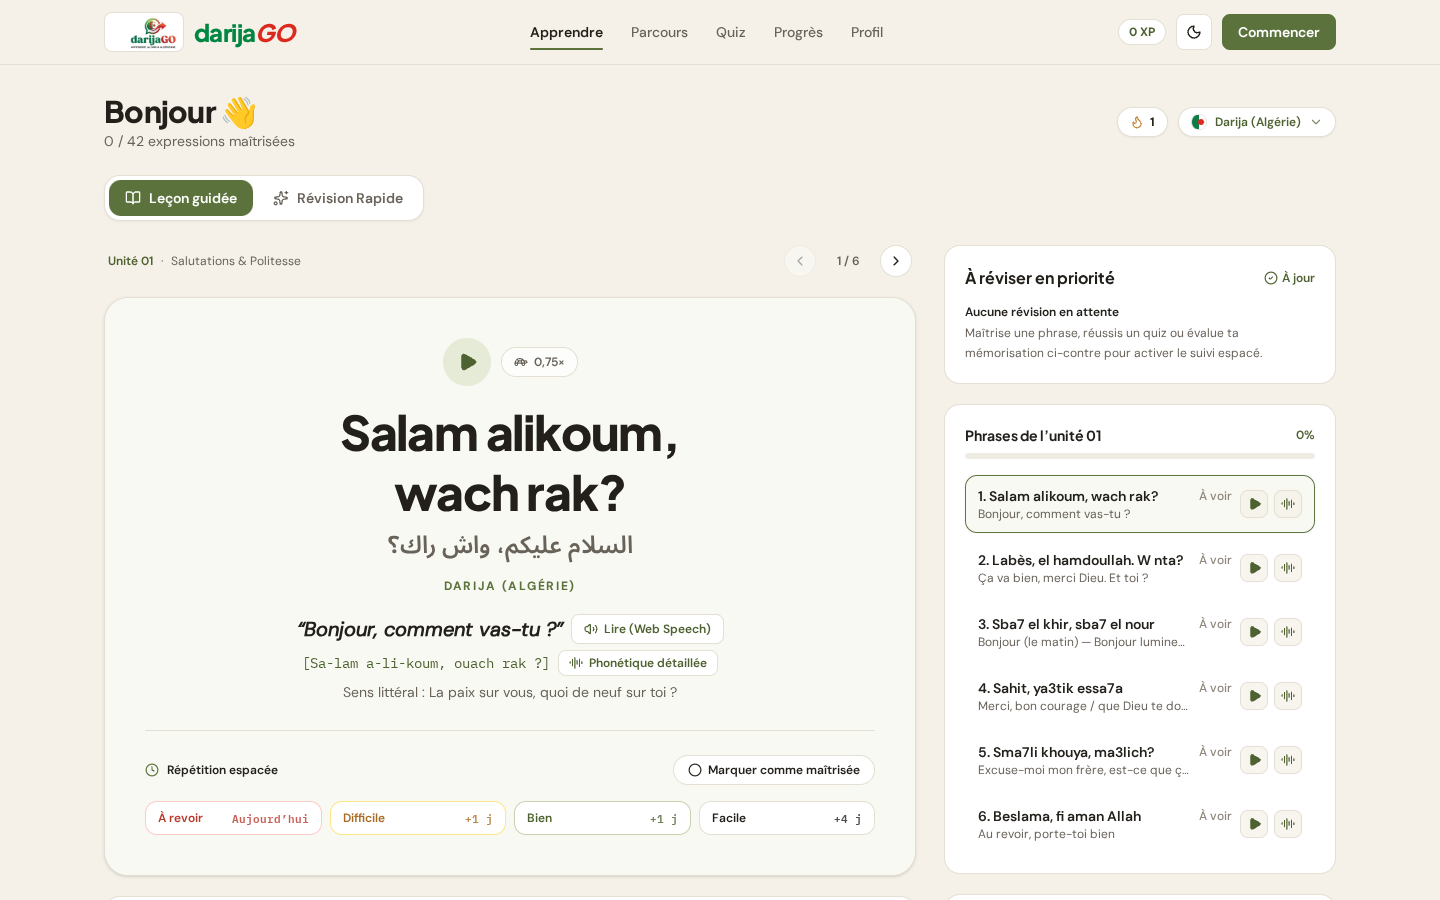 darijaGO
darijaGO
Apprendre
Parcours
Quiz
Progrès
Profil
0 XP
Commencer
Bonjour 👋
0 / 42 expressions maîtrisées
1
Darija (Algérie)
Leçon guidée
Révision Rapide
Unité 01 · Salutations & Politesse
1 / 6
0,75×
Salam alikoum,
wach rak?
السلام عليكم، واش راك؟
DARIJA (ALGÉRIE)
“Bonjour, comment vas-tu ?”
Lire (Web Speech)
[Sa-lam a-li-koum, ouach rak ?]
Phonétique détaillée
Sens littéral : La paix sur vous, quoi de neuf sur toi ?
Répétition espacée
Marquer comme maîtrisée
À revoir
Aujourd’hui
Difficile
+1 j
Bien
+1 j
Facile
+4 j
À réviser en priorité
À jour
Aucune révision en attente
Maîtrise une phrase, réussis un quiz ou évalue ta
mémorisation ci-contre pour activer le suivi espacé.
Phrases de l’unité 01
0%
1. Salam alikoum, wach rak?
À voir
Bonjour, comment vas-tu ?
2. Labès, el hamdoullah. W nta?
À voir
Ça va bien, merci Dieu. Et toi ?
3. Sba7 el khir, sba7 el nour
À voir
Bonjour (le matin) — Bonjour lumine…
4. Sahit, ya3tik essa7a
À voir
Merci, bon courage / que Dieu te do…
5. Sma7li khouya, ma3lich?
À voir
Excuse-moi mon frère, est-ce que ç…
6. Beslama, fi aman Allah
À voir
Au revoir, porte-toi bien